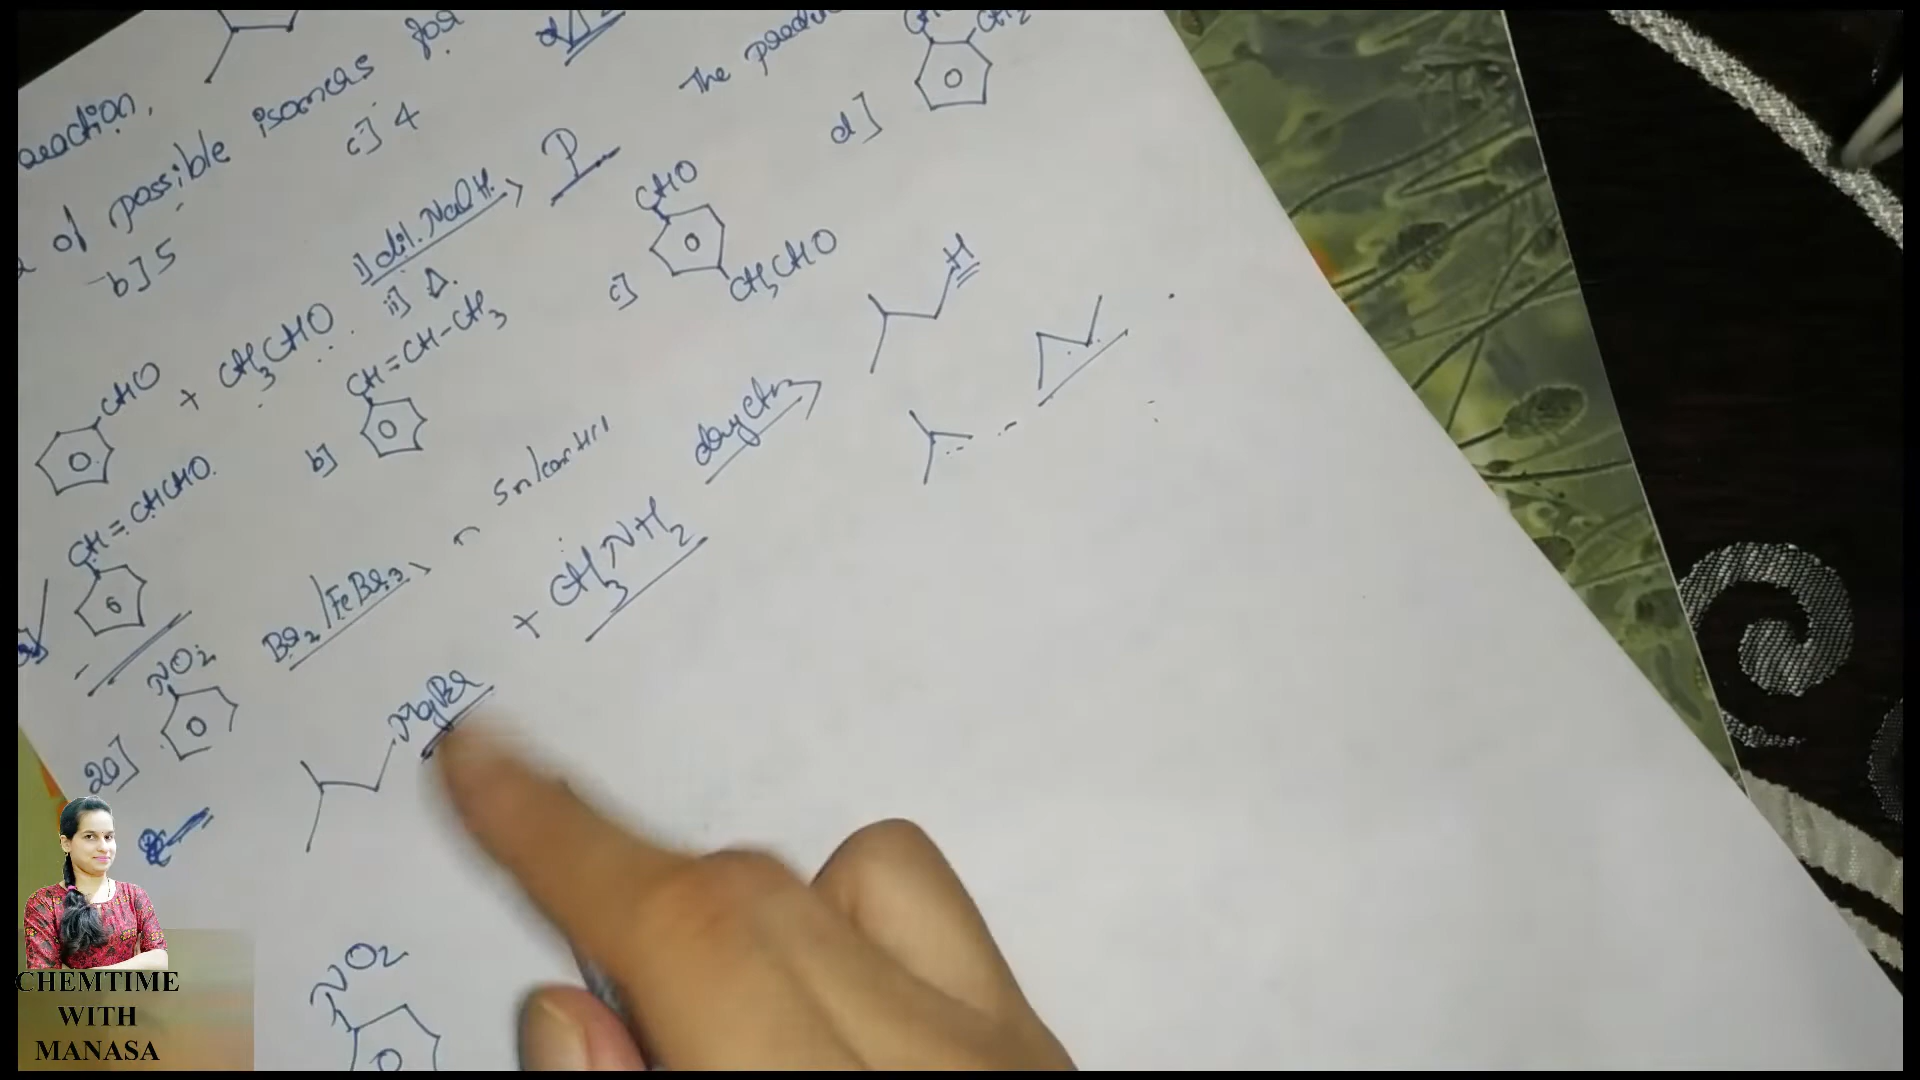 reaction,
of possible isomers for
b] 5
c] 4
The produ
CHO + CH3CHO i] dil. NaOH. ii] Δ. P
CH=CHCHO.
b] CH=CH-CH3
c] CHO CH2CHO
d]
20] NO2 Br2/FeBr3 Sn/con HCl
MgBr + CH3NH2 dry ether H
NO2
CHEMTIME
WITH
MANASA